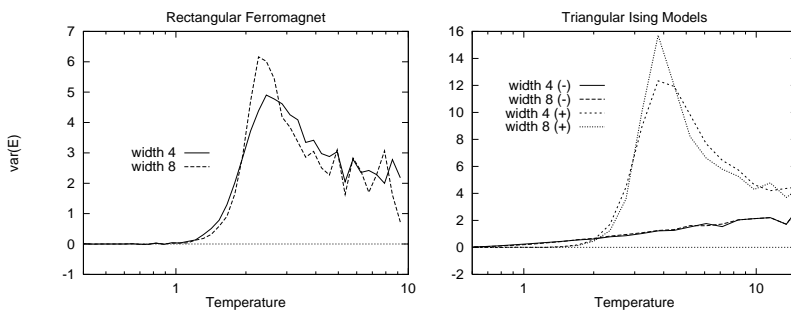 Rectangular Ferromagnet
7
6
5
4
3
2
1
0
-1
var(E)
width 4
width 8
1
10
Temperature
Triangular Ising Models
16
14
12
10
8
6
4
2
0
-2
width 4 (-)
width 8 (-)
width 4 (+)
width 8 (+)
1
10
Temperature